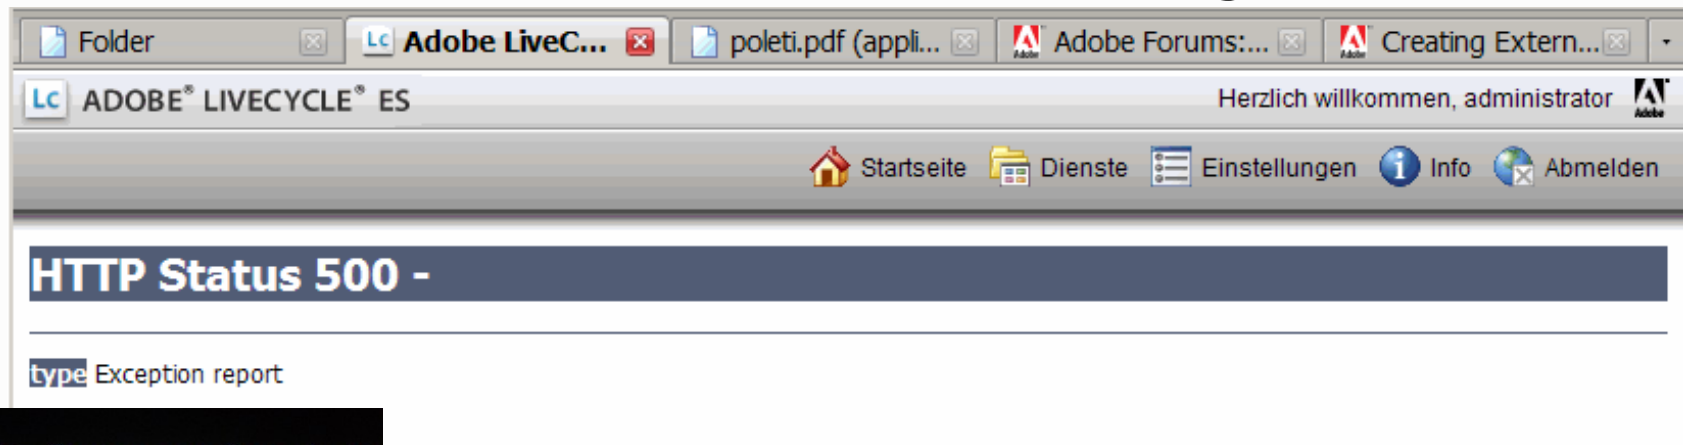 Folder Adobe LiveC... poleti.pdf (appli... Adobe Forums:... Creating Extern...
Lc ADOBE® LIVECYCLE® ES Herzlich willkommen, administrator Adobe
Startseite Dienste Einstellungen Info Abmelden
HTTP Status 500 -
type Exception report